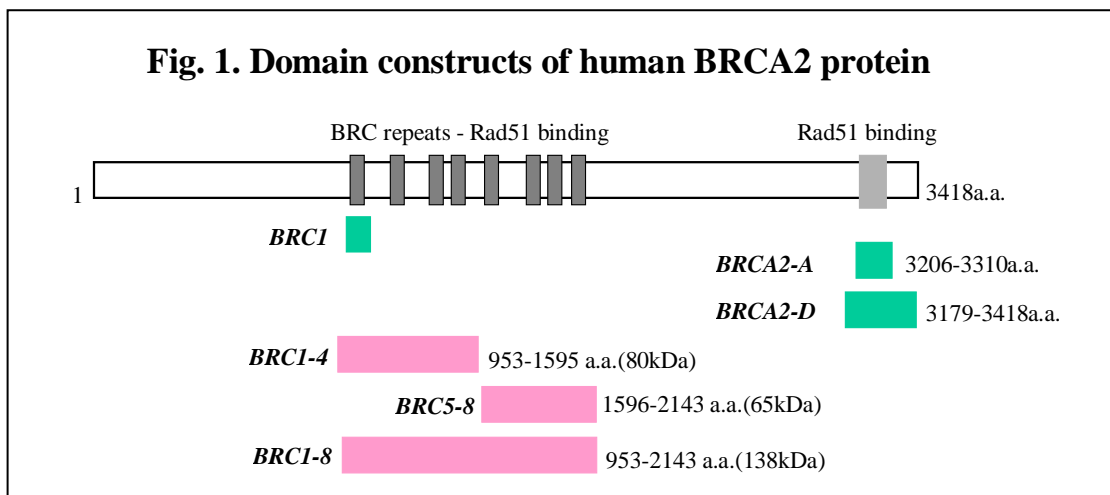 Fig. 1. Domain constructs of human BRCA2 protein
BRC repeats - Rad51 binding
Rad51 binding
1
3418a.a.
BRC1
BRCA2-A
3206-3310a.a.
BRCA2-D
3179-3418a.a.
BRC1-4
953-1595 a.a.(80kDa)
BRC5-8
1596-2143 a.a.(65kDa)
BRC1-8
953-2143 a.a.(138kDa)